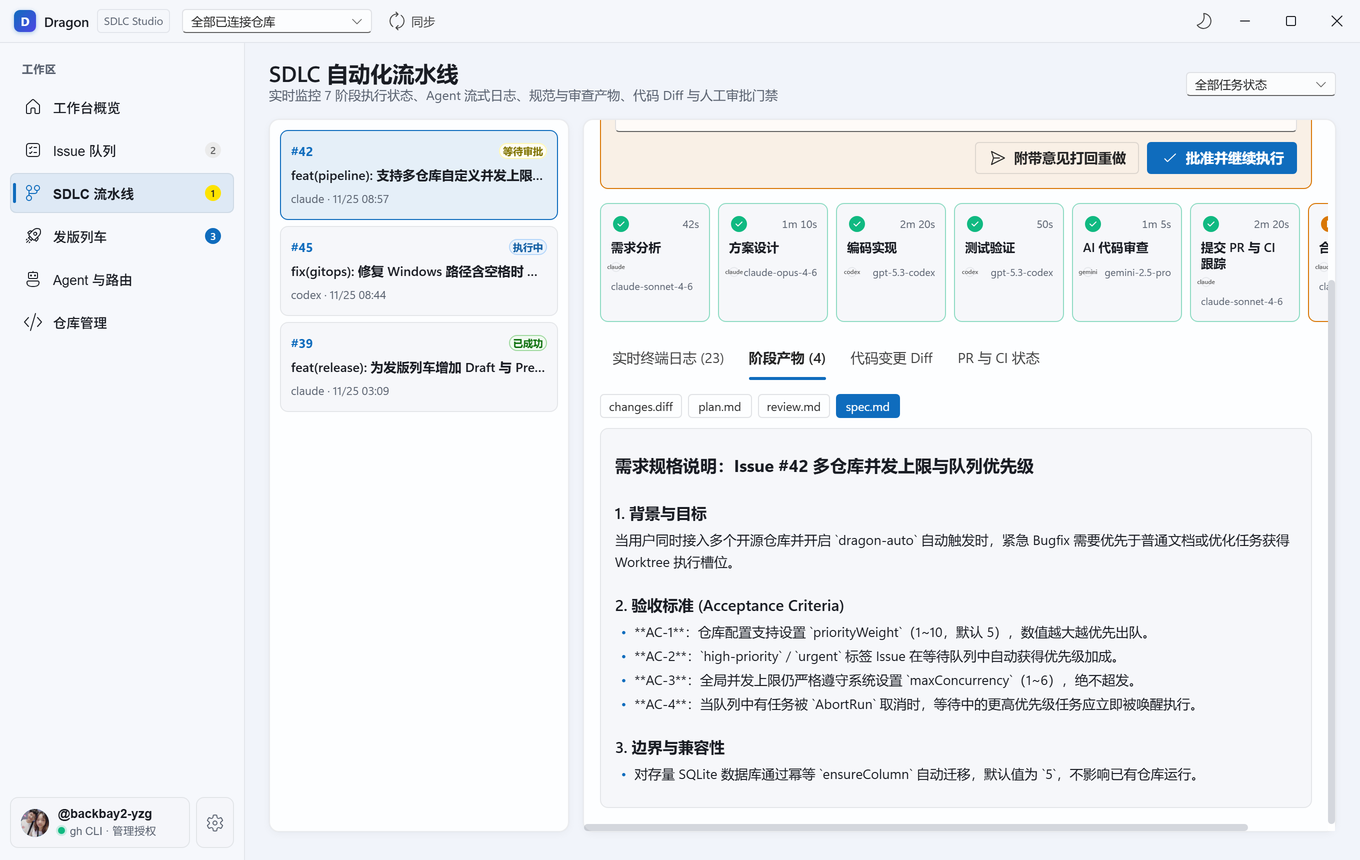 D Dragon SDLC Studio 全部已连接仓库 同步
工作区
工作台概览
Issue 队列 2
SDLC 流水线 1
发版列车 3
Agent 与路由
仓库管理
@backbay2-yzg
gh CLI · 管理授权
SDLC 自动化流水线
实时监控 7 阶段执行状态、Agent 流式日志、规范与审查产物、代码 Diff 与人工审批门禁
全部任务状态
#42 等待审批
feat(pipeline): 支持多仓库自定义并发上限...
claude · 11/25 08:57
#45 执行中
fix(gitops): 修复 Windows 路径含空格时 ...
codex · 11/25 08:44
#39 已成功
feat(release): 为发版列车增加 Draft 与 Pre...
claude · 11/25 03:09
附带意见打回重做 批准并继续执行
42s
需求分析
claude
claude-sonnet-4-6
1m 10s
方案设计
claude claude-opus-4-6
2m 20s
编码实现
codex gpt-5.3-codex
50s
测试验证
codex gpt-5.3-codex
1m 5s
AI 代码审查
gemini gemini-2.5-pro
2m 20s
提交 PR 与 CI
跟踪
claude
claude-sonnet-4-6
实时终端日志 (23) 阶段产物 (4) 代码变更 Diff PR 与 CI 状态
changes.diff plan.md review.md spec.md
需求规格说明：Issue #42 多仓库并发上限与队列优先级
1. 背景与目标
当用户同时接入多个开源仓库并开启 `dragon-auto` 自动触发时，紧急 Bugfix 需要优先于普通文档或优化任务获得
Worktree 执行槽位。
2. 验收标准 (Acceptance Criteria)
• **AC-1**：仓库配置支持设置 `priorityWeight`（1~10，默认 5），数值越大越优先出队。
• **AC-2**：`high-priority` / `urgent` 标签 Issue 在等待队列中自动获得优先级加成。
• **AC-3**：全局并发上限仍严格遵守系统设置 `maxConcurrency`（1~6），绝不超发。
• **AC-4**：当队列中有任务被 `AbortRun` 取消时，等待中的更高优先级任务应立即被唤醒执行。
3. 边界与兼容性
• 对存量 SQLite 数据库通过幂等 `ensureColumn` 自动迁移，默认值为 `5`，不影响已有仓库运行。